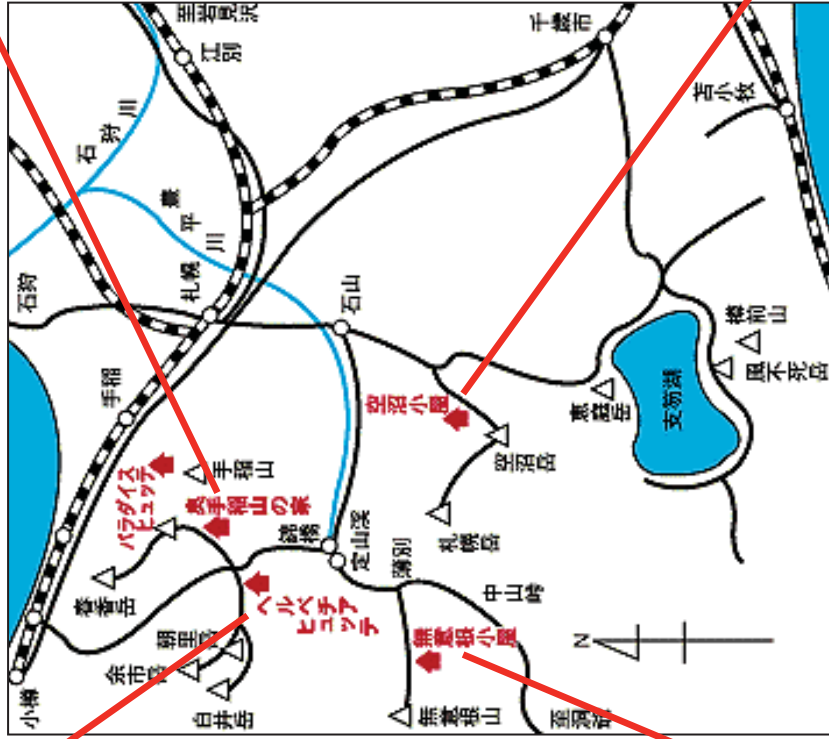 至岩見沢
江別
石狩川
豊平川
石狩
札幌
手稲
千歳市
苫小牧
石山
パラダイス
ヒュッテ
手稲山
奥手稲山の家
空沼小屋
空沼岳
札幌岳
恵庭岳
支笏湖
樽前山
風不死岳
錦橋
定山渓
薄別
中山峠
ヘルベチア
ヒュッテ
朝里岳
余市岳
白井岳
小樽
無意根小屋
無意根山
N